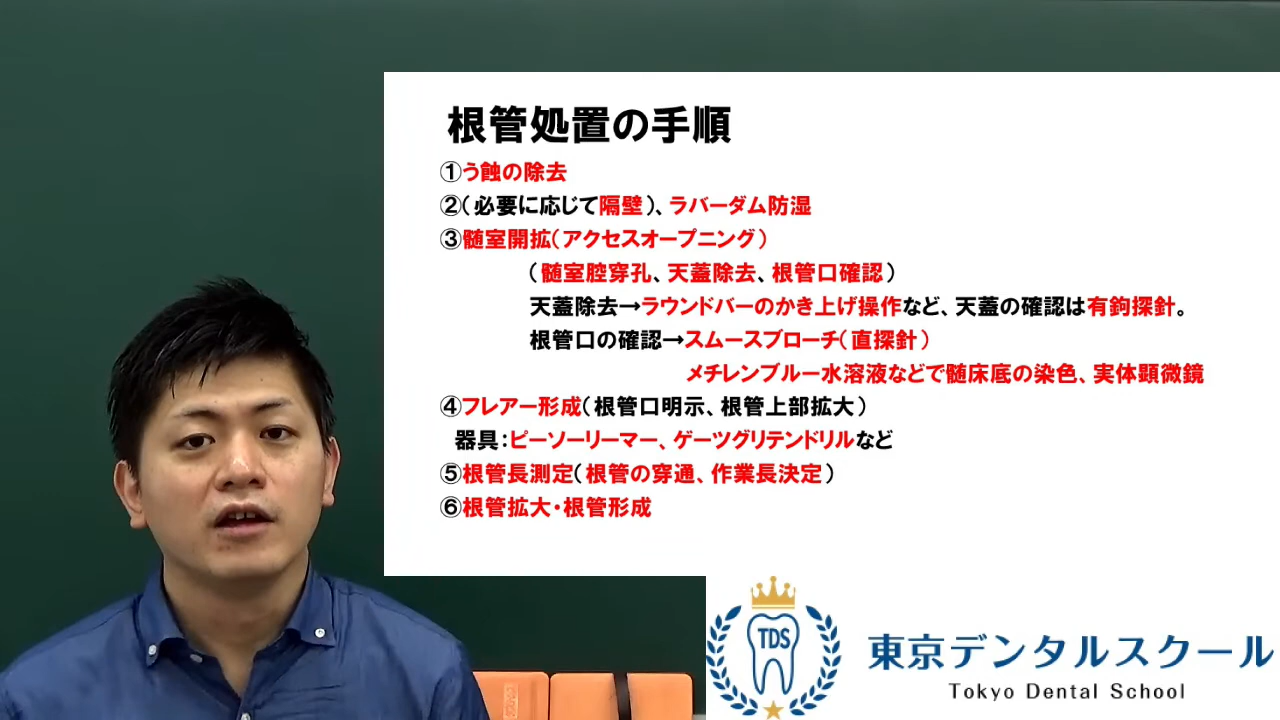 根管処置の手順
①う蝕の除去
②(必要に応じて隔壁)、ラバーダム防湿
③髄室開拡(アクセスオープニング)
(髄室腔穿孔、天蓋除去、根管口確認)
天蓋除去→ラウンドバーのかき上げ操作など、天蓋の確認は有鉤探針。
根管口の確認→スムースブローチ(直探針)
メチレンブルー水溶液などで髄床底の染色、実体顕微鏡
④フレアー形成(根管口明示、根管上部拡大)
器具：ピーソーリーマー、ゲーツグリテンドリルなど
⑤根管長測定(根管の穿通、作業長決定)
⑥根管拡大・根管形成
TDS
東京デンタルスクール
Tokyo Dental School